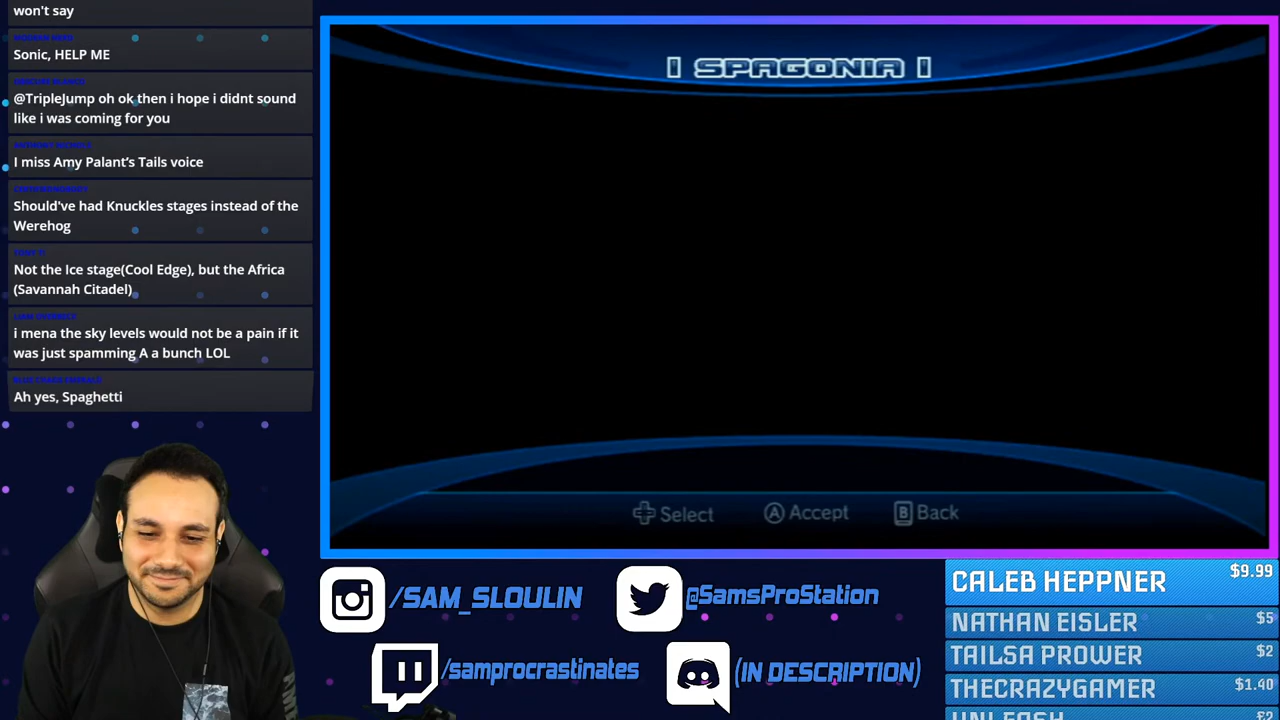 won't say
Sonic, HELP ME
@TripleJump oh ok then i hope i didnt sound
like i was coming for you
I miss Amy Palant’s Tails voice
Should've had Knuckles stages instead of the
Werehog
Not the Ice stage(Cool Edge), but the Africa
(Savannah Citadel)
i mena the sky levels would not be a pain if it
was just spamming A a bunch LOL
Ah yes, Spaghetti
SPAGONIA
Select
A Accept
B Back
/SAM_SLOULIN
@SamsProStation
/samprocrastinates
(IN DESCRIPTION)
CALEB HEPPNER $9.99
NATHAN EISLER $5
TAILSA PROWER $2
THECRAZYGAMER $1.40
UNLEASH $2